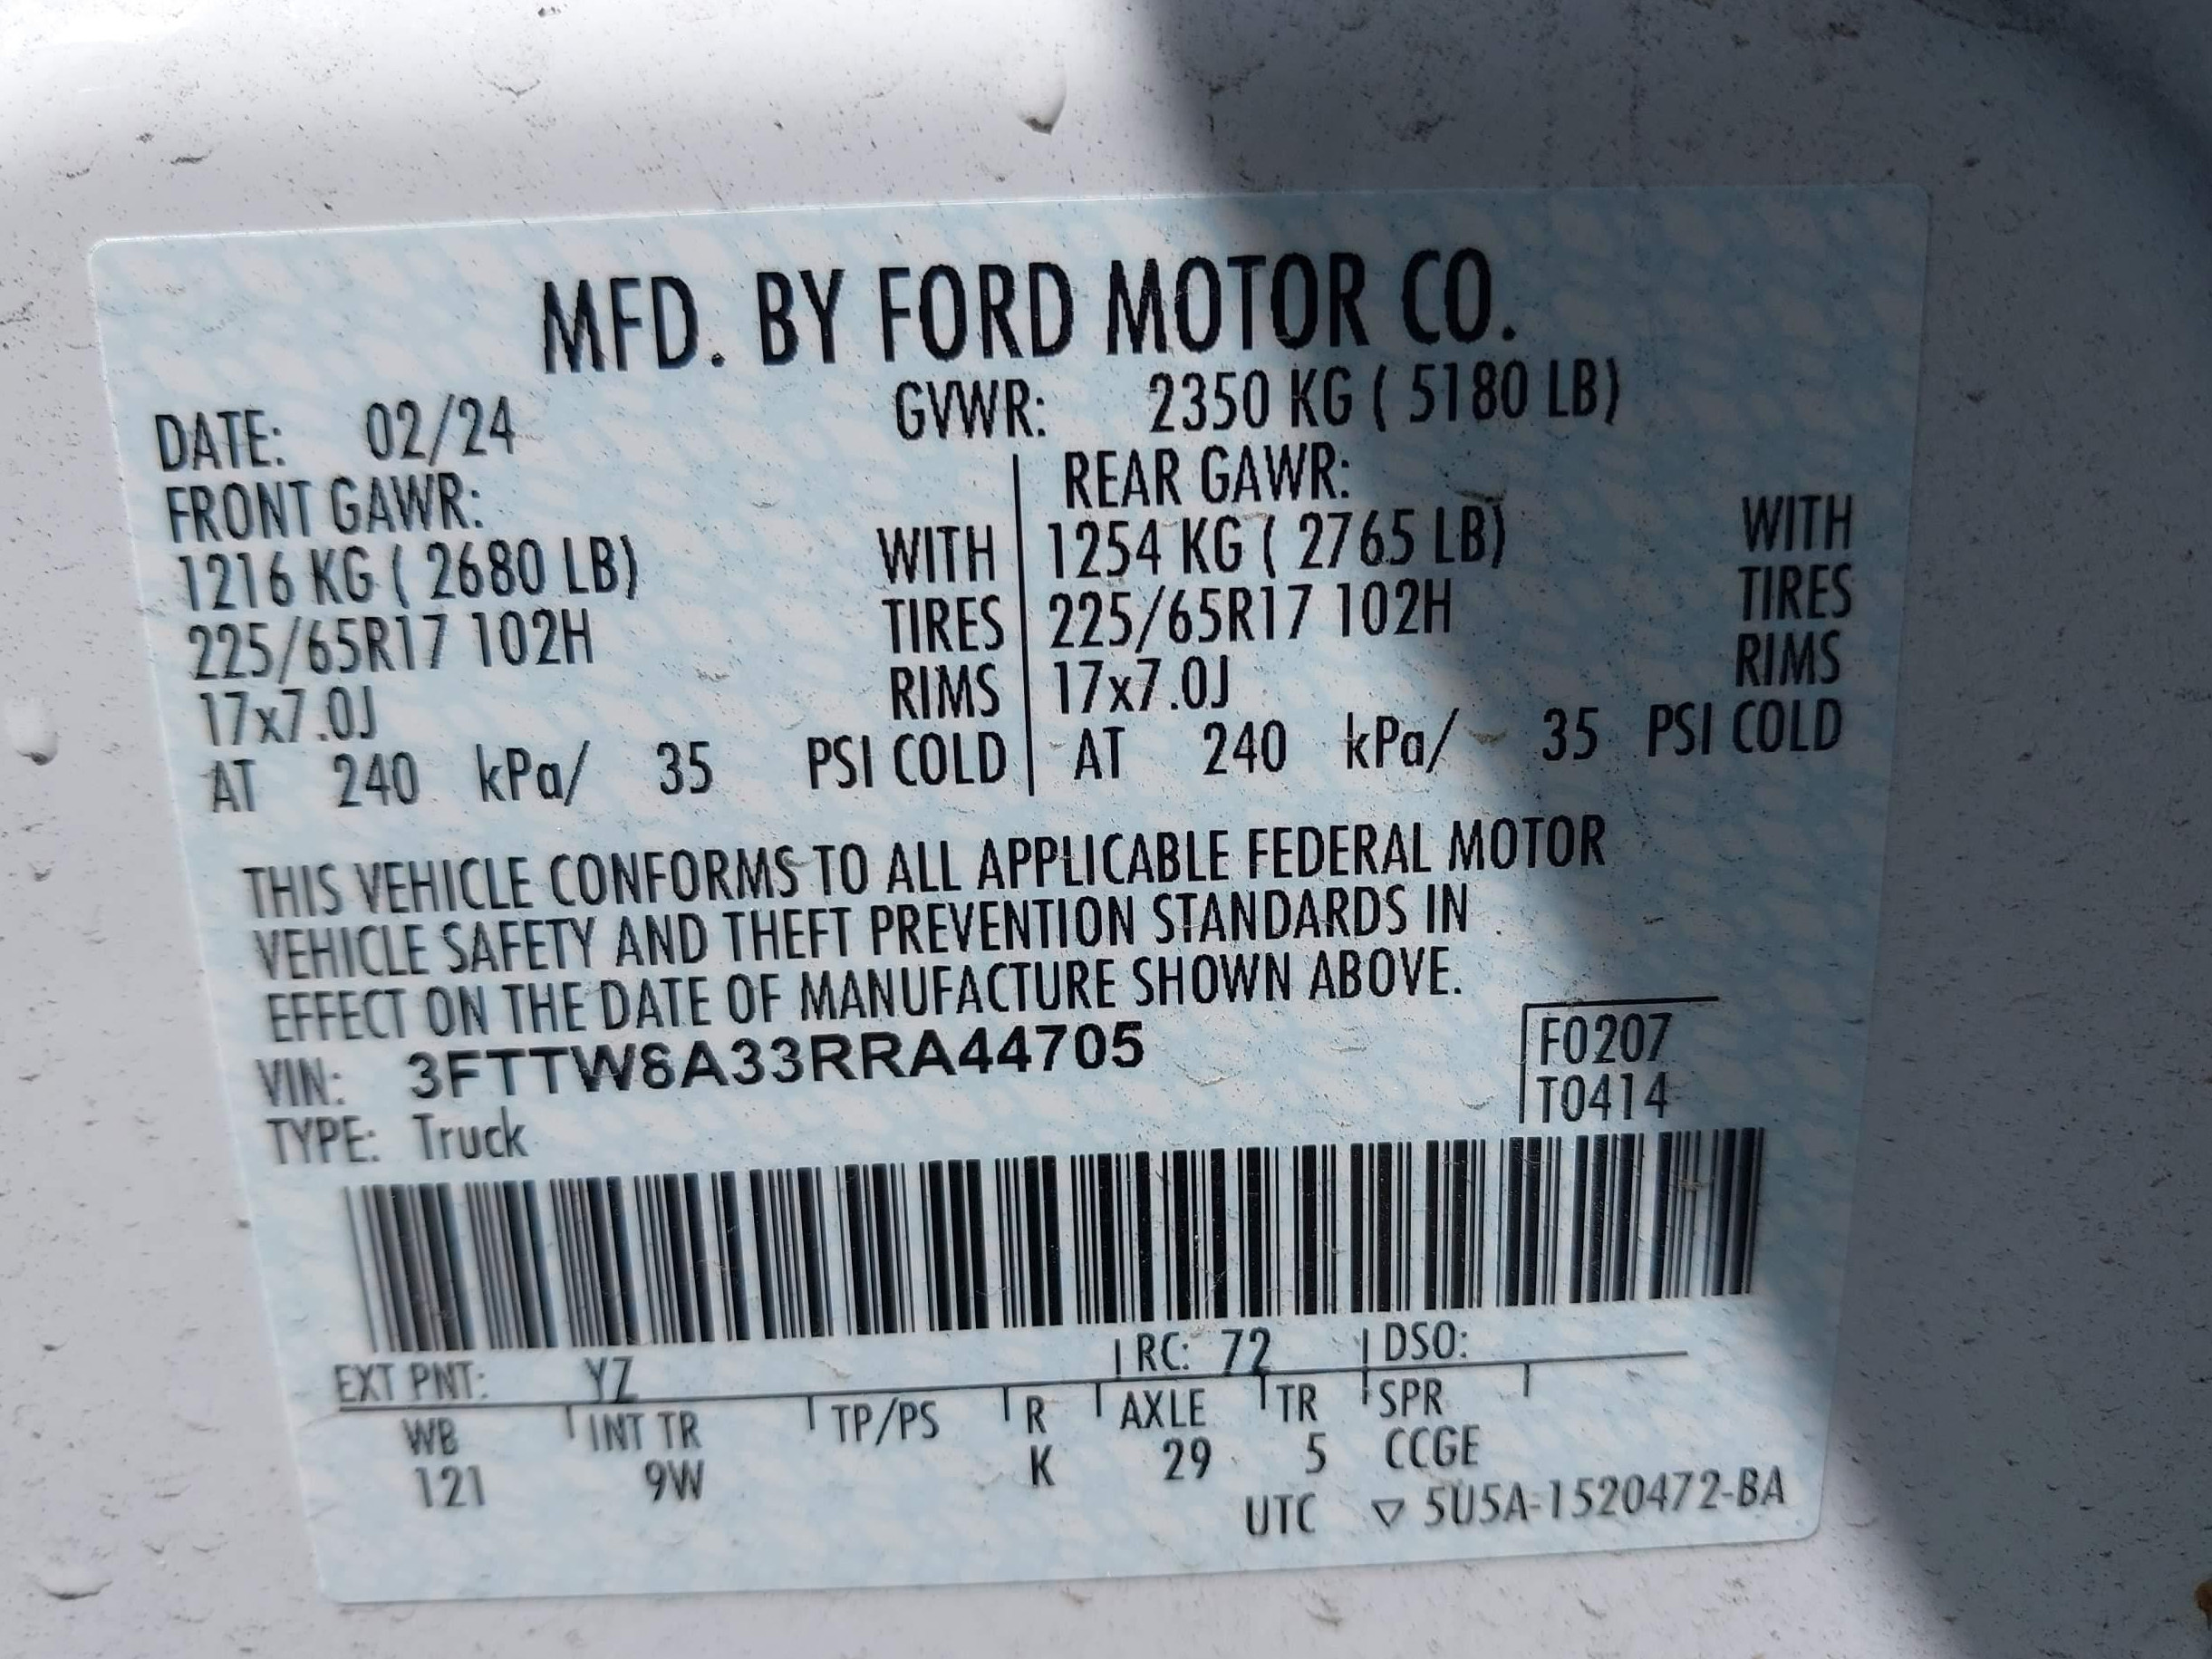 MFD. BY FORD MOTOR CO.
DATE: 02/24 GVWR: 2350 KG ( 5180 LB)
FRONT GAWR: REAR GAWR:
1216 KG ( 2680 LB) WITH 1254 KG ( 2765 LB) WITH
225/65R17 102H TIRES 225/65R17 102H TIRES
17x7.0J RIMS 17x7.0J RIMS
AT 240 kPa/ 35 PSI COLD AT 240 kPa/ 35 PSI COLD
THIS VEHICLE CONFORMS TO ALL APPLICABLE FEDERAL MOTOR
VEHICLE SAFETY AND THEFT PREVENTION STANDARDS IN
EFFECT ON THE DATE OF MANUFACTURE SHOWN ABOVE.
VIN: 3FTTW8A33RRA44705 F0207
TYPE: Truck T0414
EXT PNT: YZ RC: 72 DSO:
WB INT TR TP/PS R AXLE TR SPR
121 9W K 29 5 CCGE
UTC ▽ 5U5A-1520472-BA